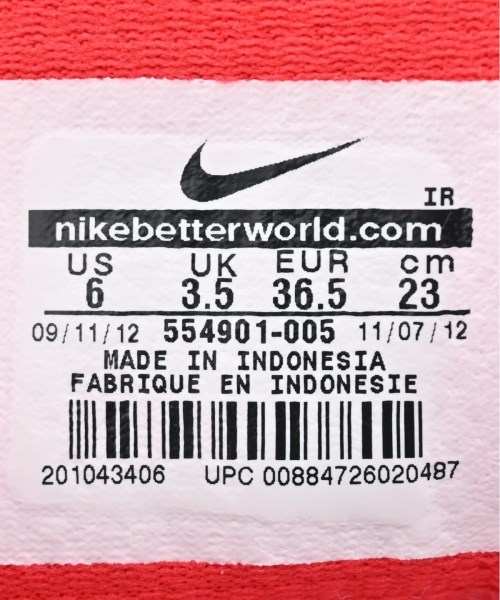 IR
nikebetterworld.com
US UK EUR cm
6 3.5 36.5 23
09/11/12 554901-005 11/07/12
MADE IN INDONESIA
FABRIQUE EN INDONESIE
201043406 UPC 00884726020487